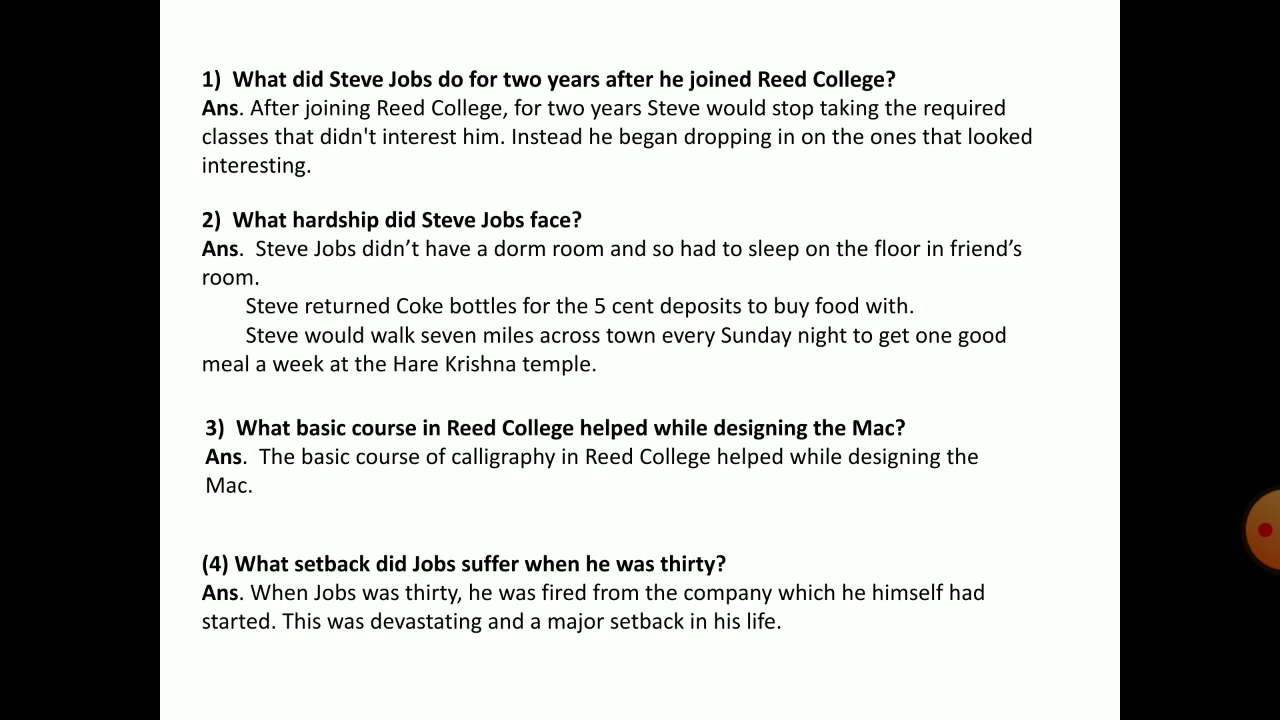 1)  What did Steve Jobs do for two years after he joined Reed College?
Ans. After joining Reed College, for two years Steve would stop taking the required
classes that didn't interest him. Instead he began dropping in on the ones that looked
interesting.
2)  What hardship did Steve Jobs face?
Ans.  Steve Jobs didn’t have a dorm room and so had to sleep on the floor in friend’s
room.
Steve returned Coke bottles for the 5 cent deposits to buy food with.
Steve would walk seven miles across town every Sunday night to get one good
meal a week at the Hare Krishna temple.
3)  What basic course in Reed College helped while designing the Mac?
Ans.  The basic course of calligraphy in Reed College helped while designing the
Mac.
(4) What setback did Jobs suffer when he was thirty?
Ans. When Jobs was thirty, he was fired from the company which he himself had
started. This was devastating and a major setback in his life.